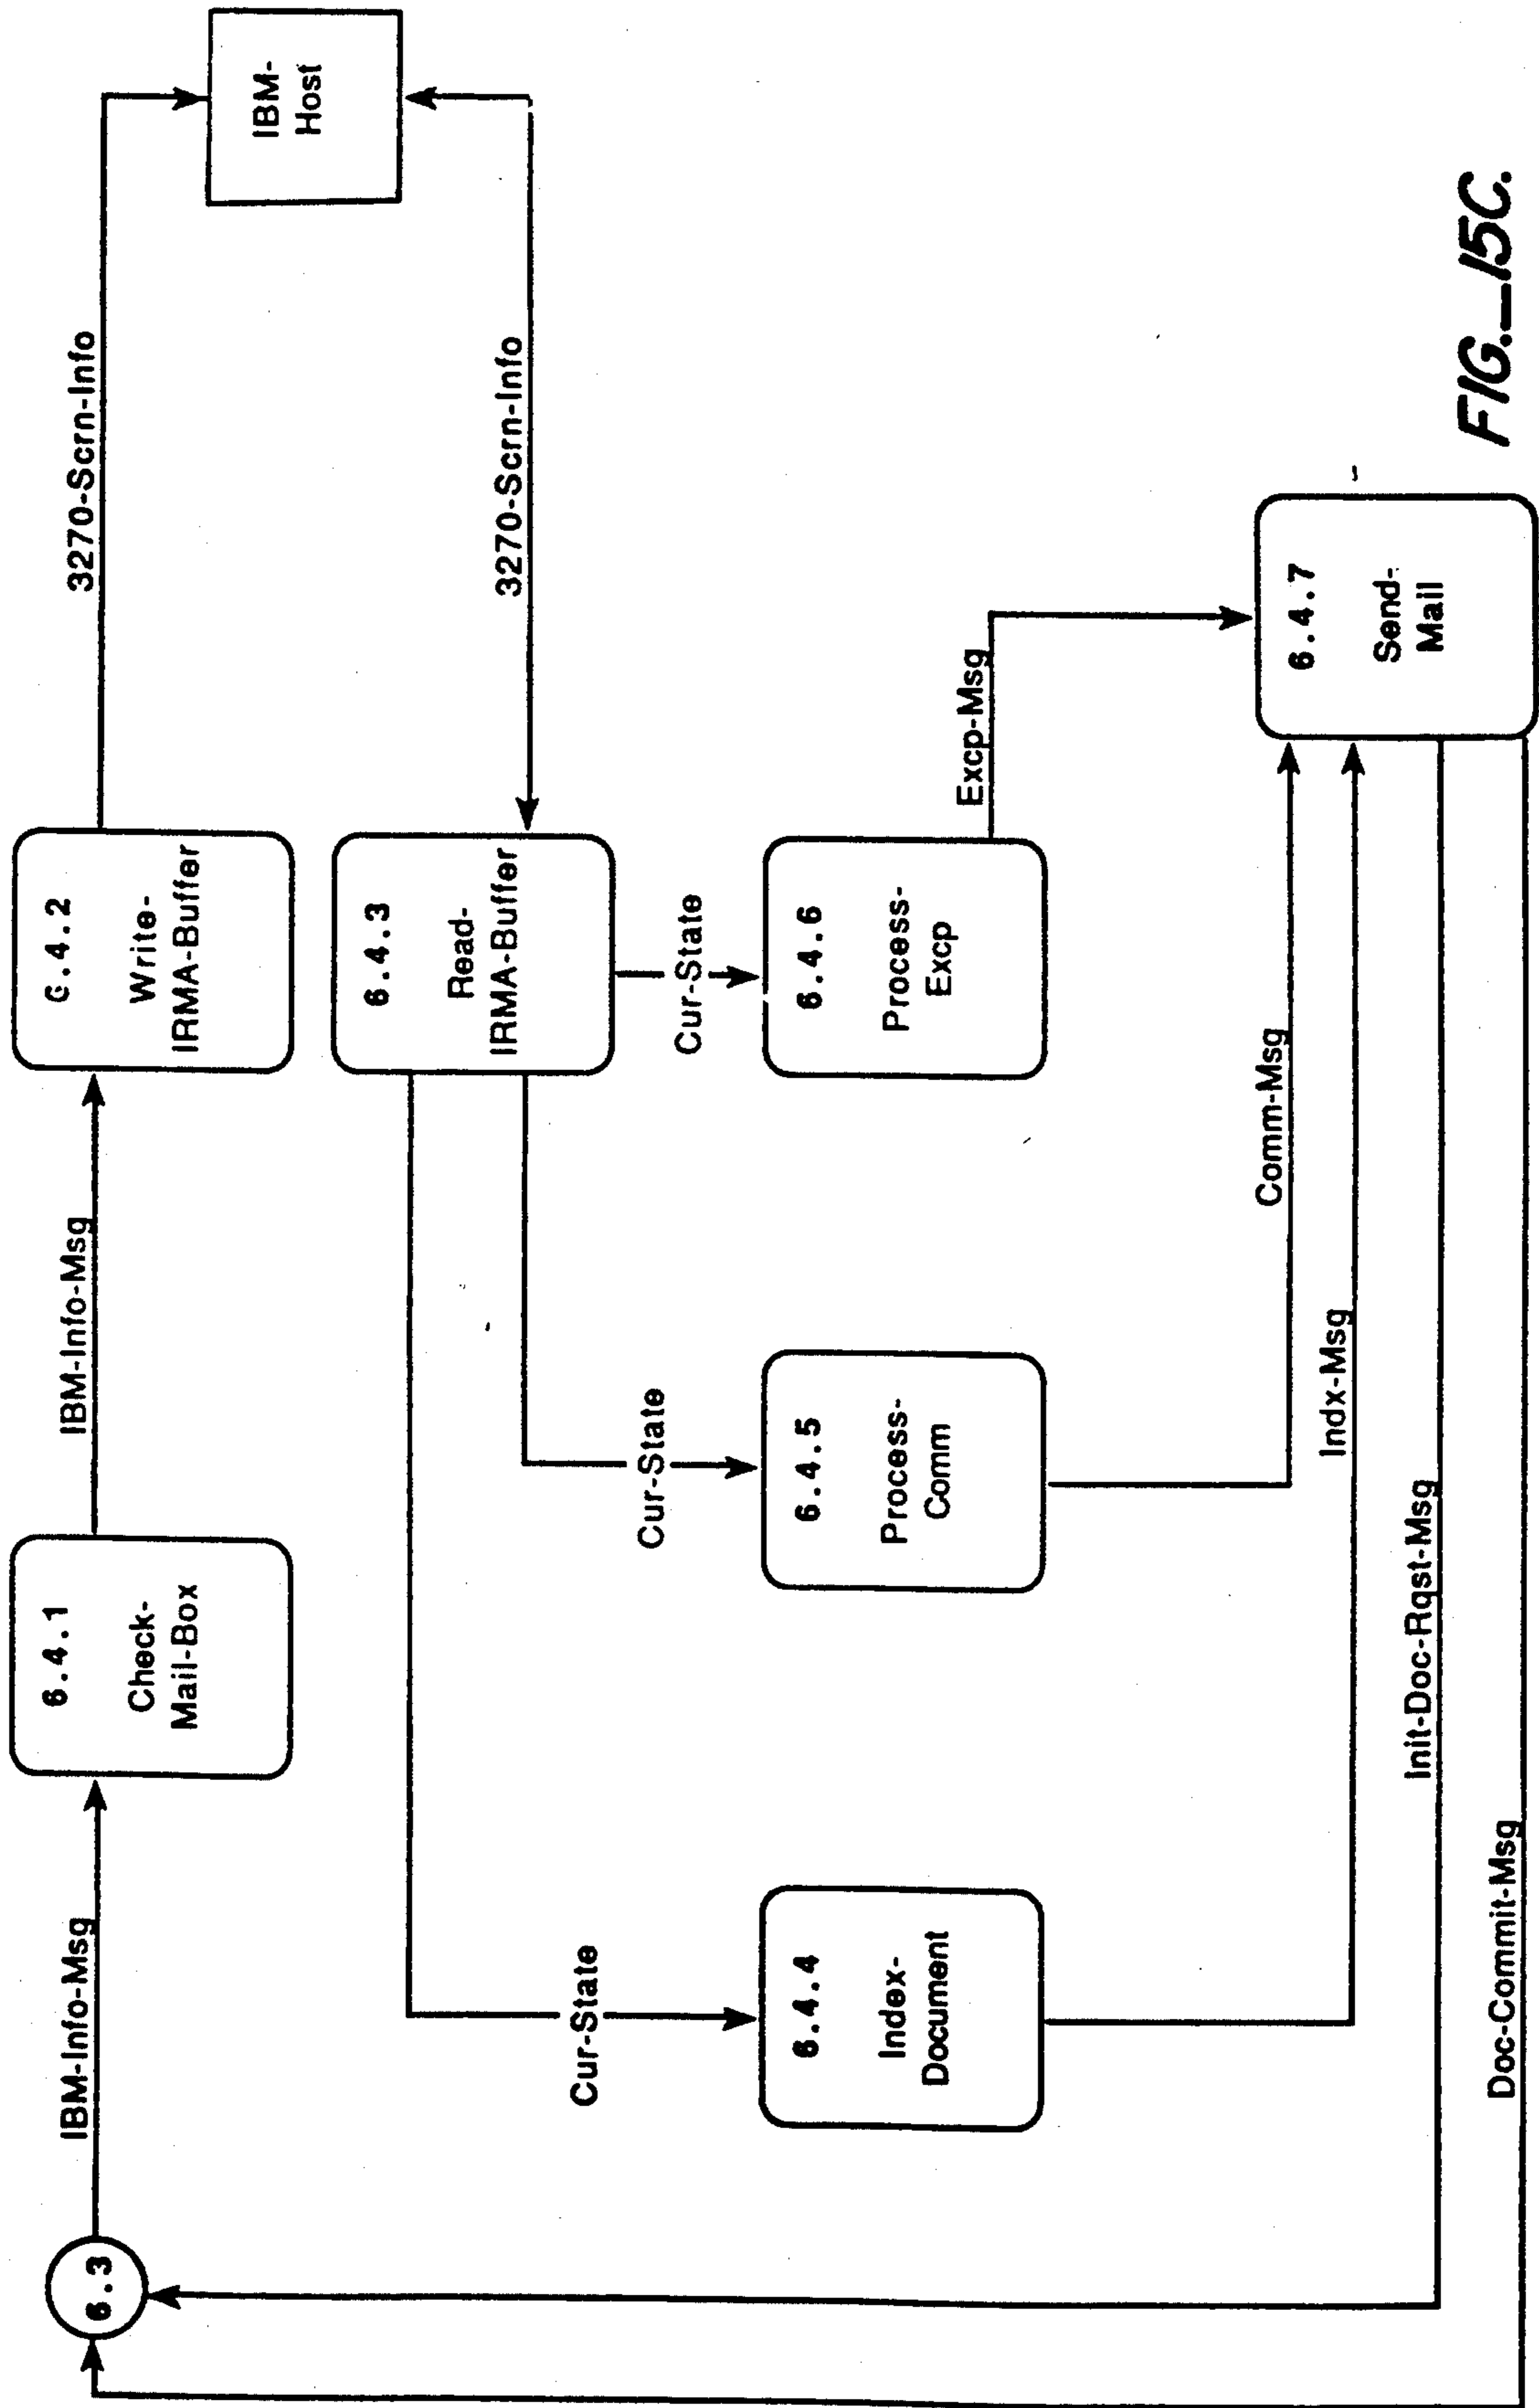 6.3
IBM-Info-Msg
6.4.1
Check-
Mail-Box
IBM-Info-Msg
6.4.2
Write-
IRMA-Buffer
3270-Scrn-Info
IBM-
Host
6.4.3
Read-
IRMA-Buffer
3270-Scrn-Info
Cur-State
Cur-State
Cur-State
6.4.4
Index-
Document
6.4.5
Process-
Comm
6.4.6
Process-
Excp
Excp-Msg
Comm-Msg
Indx-Msg
6.4.7
Send-
Mail
Init-Doc-Rqst-Msg
Doc-Commit-Msg
FIG._15C.